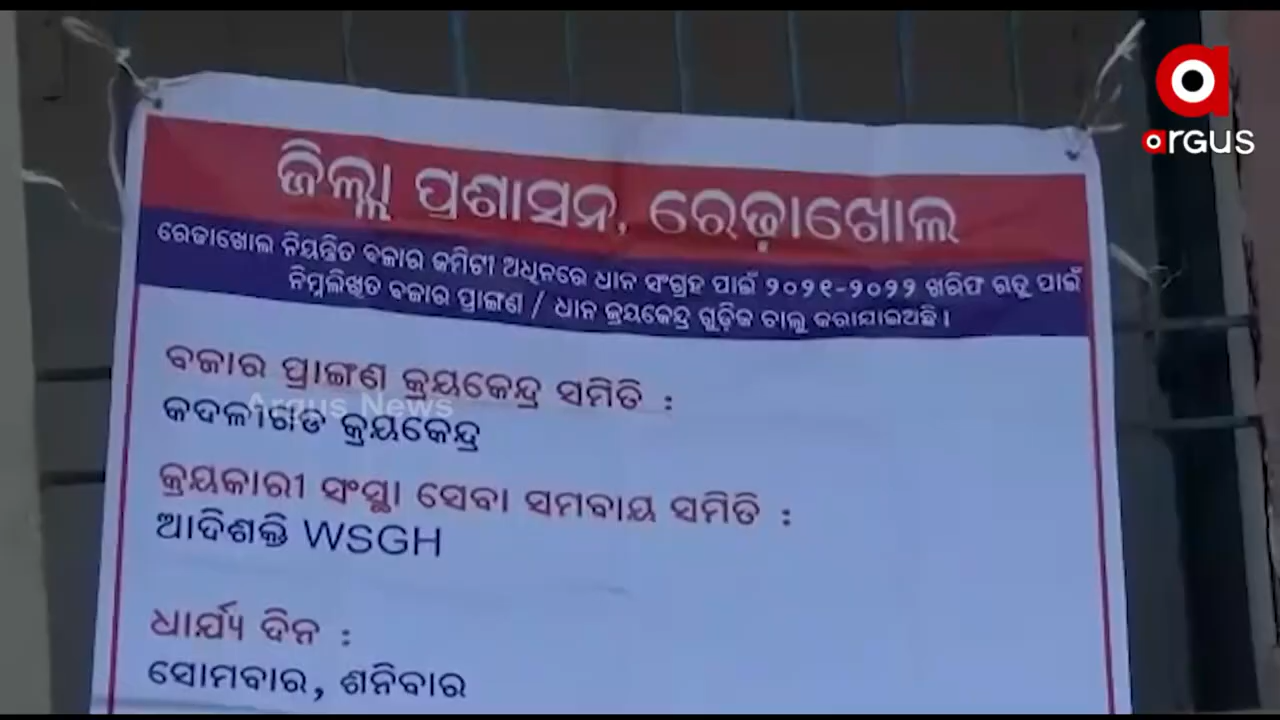 argus
ଜିଲ୍ଲା ପ୍ରଶାସନ, ରେଢ଼ାଖୋଲ
ରେଢାଖୋଲ ନିୟନ୍ତ୍ରିତ ବଜାର କମିଟୀ ଅଧିନରେ ଧାନ ସଂଗ୍ରହ ପାଇଁ ୨୦୨୧-୨୦୨୨ ଖରିଫ ଋତୁ ପାଇଁ
ନିମ୍ନଲିଖିତ ବଜାର ପ୍ରାଙ୍ଗଣ / ଧାନ କ୍ରୟକେନ୍ଦ୍ର ଗୁଡ଼ିକ ଚାଲୁ କରାଯାଇଅଛି।
ବଜାର ପ୍ରାଙ୍ଗଣ କ୍ରୟକେନ୍ଦ୍ର ସମିତି :
Argus News
କଦଳୀଗଡ କ୍ରୟକେନ୍ଦ୍ର
କ୍ରୟକାରୀ ସଂସ୍ଥା ସେବା ସମବାୟ ସମିତି :
ଆଦିଶକ୍ତି WSGH
ଧାର୍ଯ୍ୟ ଦିନ :
ସୋମବାର, ଶନିବାର